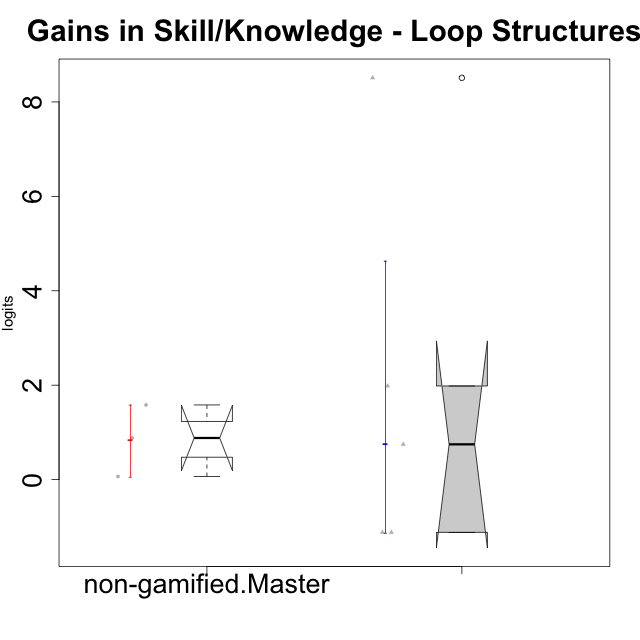 Gains in Skill/Knowledge - Loop Structures
8
6
4
2
0
logits
non-gamified.Master